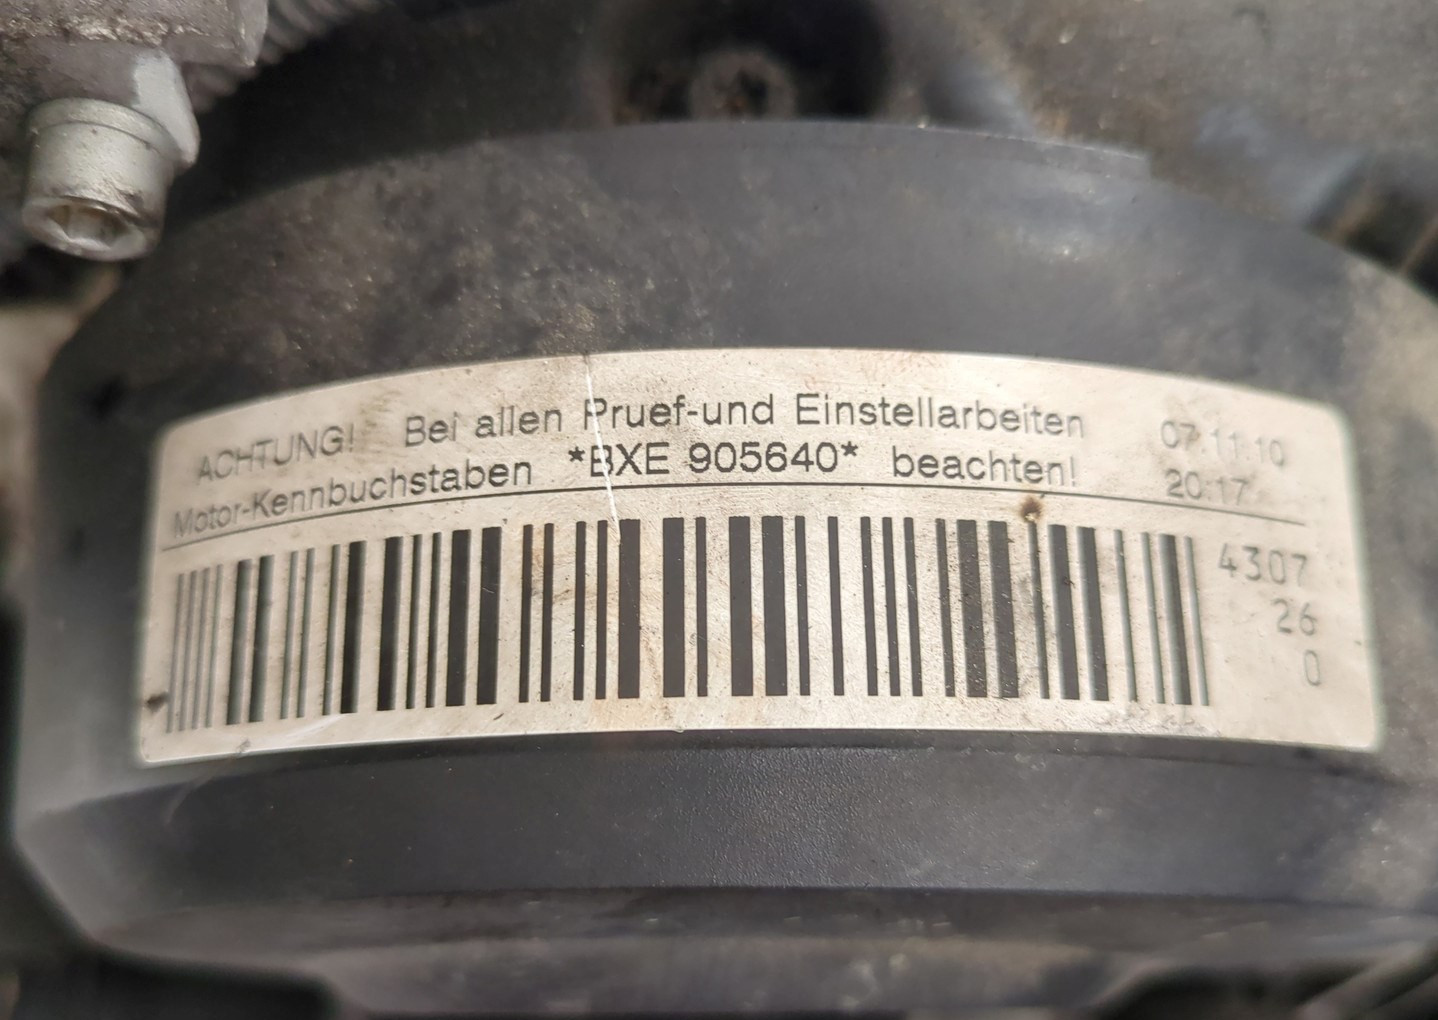 ACHTUNG! Bei allen Pruef-und Einstellarbeiten 07.11.10
Motor-Kennbuchstaben *BXE 905640* beachten! 20:17
4307
26
0